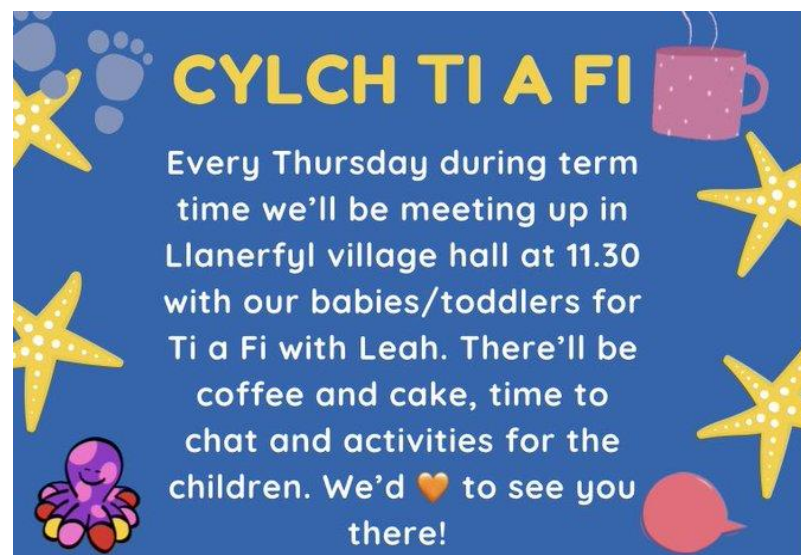 CYLCH TI A FI
Every Thursday during term
time we'll be meeting up in
Llanerfyl village hall at 11.30
with our babies/toddlers for
Ti a Fi with Leah. There'll be
coffee and cake, time to
chat and activities for the
children. We'd 🧡 to see you
there!